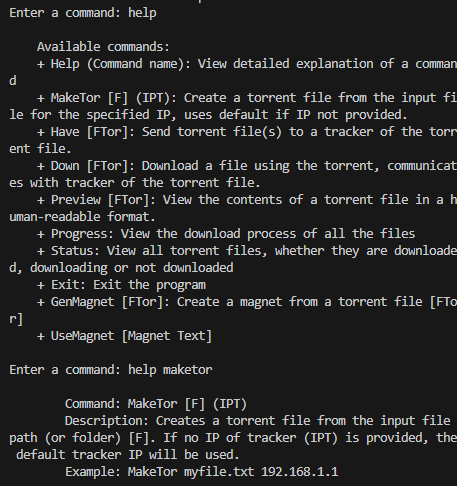 Enter a command: help
Available commands:
+ Help (Command name): View detailed explanation of a comman
d
+ MakeTor [F] (IPT): Create a torrent file from the input fi
le for the specified IP, uses default if IP not provided.
+ Have [FTor]: Send torrent file(s) to a tracker of the torr
ent file.
+ Down [FTor]: Download a file using the torrent, communicat
es with tracker of the torrent file.
+ Preview [FTor]: View the contents of a torrent file in a h
uman-readable format.
+ Progress: View the download process of all the files
+ Status: View all torrent files, whether they are downloade
d, downloading or not downloaded
+ Exit: Exit the program
+ GenMagnet [FTor]: Create a magnet from a torrent file [FTo
r]
+ UseMagnet [Magnet Text]
Enter a command: help maketor
Command: MakeTor [F] (IPT)
Description: Creates a torrent file from the input file
path (or folder) [F]. If no IP of tracker (IPT) is provided, the
default tracker IP will be used.
Example: MakeTor myfile.txt 192.168.1.1